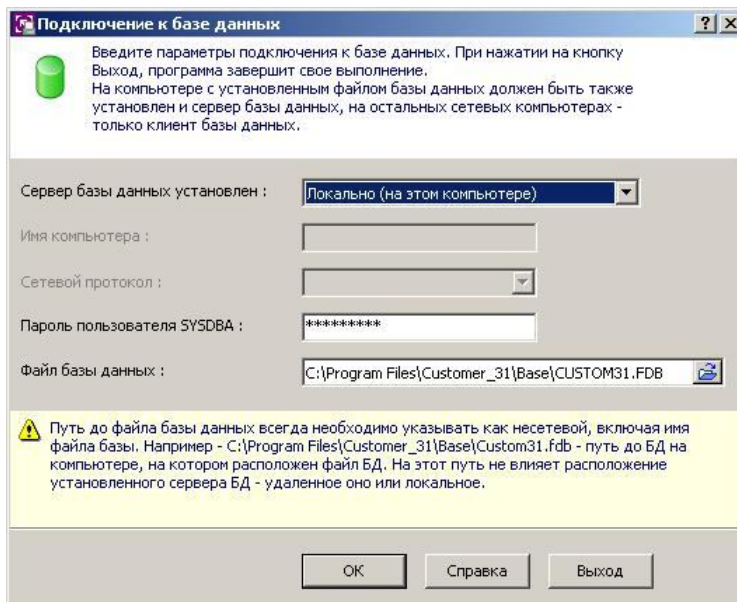 Подключение к базе данных
Введите параметры подключения к базе данных. При нажатии на кнопку
Выход, программа завершит свое выполнение.
На компьютере с установленным файлом базы данных должен быть также
установлен и сервер базы данных, на остальных сетевых компьютерах -
только клиент базы данных.
Сервер базы данных установлен :
Локально (на этом компьютере)
Имя компьютера :
Сетевой протокол :
Пароль пользователя SYSDBA :
*********
Файл базы данных :
C:\Program Files\Customer_31\Base\CUSTOM31.FDB
Путь до файла базы данных всегда необходимо указывать как несетевой, включая имя
файла базы. Например - C:\Program Files\Customer_31\Base\Custom31.fdb - путь до БД на
компьютере, на котором расположен файл БД. На этот путь не влияет расположение
установленного сервера БД - удаленное оно или локальное.
OK
Справка
Выход